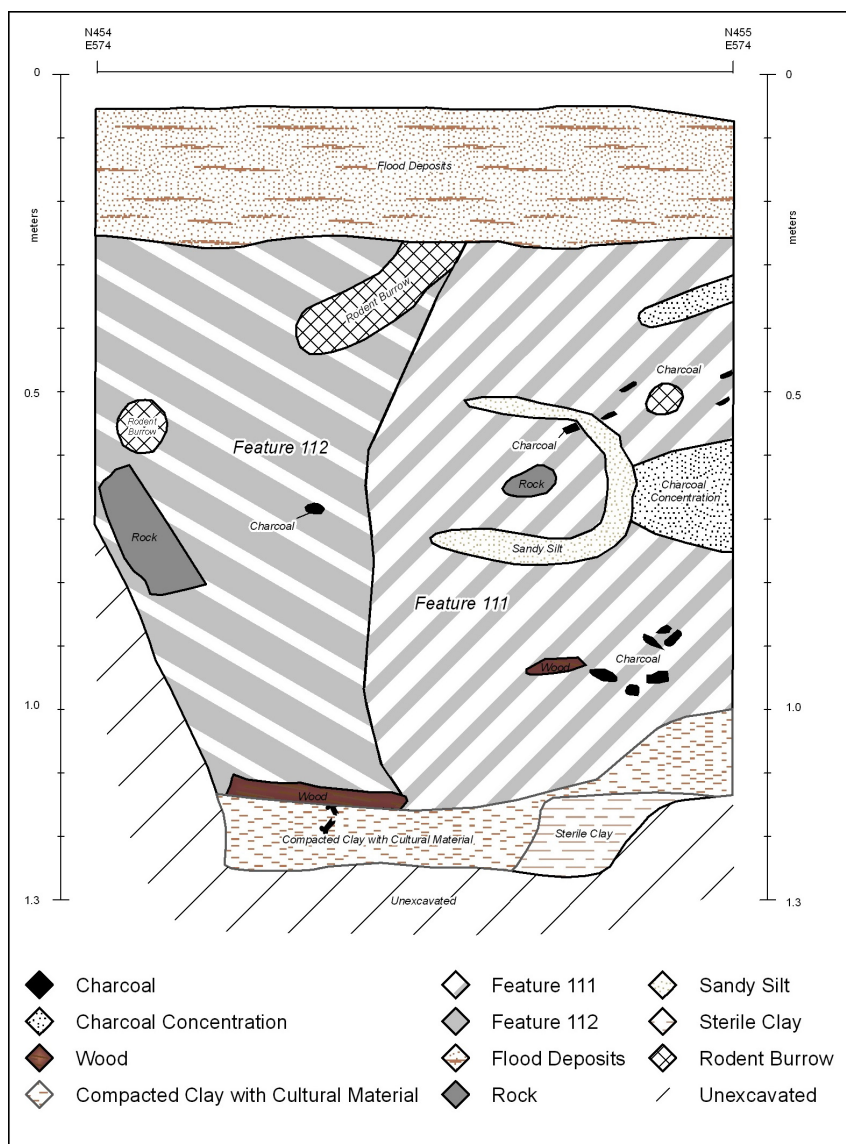 N454
E574
N455
E574
0
0
meters
meters
Flood Deposits
Rodent Burrow
Charcoal
0.5
0.5
Rodent
Burrow
Feature 112
Charcoal
Rock
Charcoal
Concentration
Charcoal
Rock
Sandy Silt
Feature 111
Wood
Charcoal
1.0
1.0
Wood
Compacted Clay with Cultural Material
Sterile Clay
1.3
Unexcavated
1.3
Charcoal
Charcoal Concentration
Wood
Compacted Clay with Cultural Material
Feature 111
Feature 112
Flood Deposits
Rock
Sandy Silt
Sterile Clay
Rodent Burrow
Unexcavated